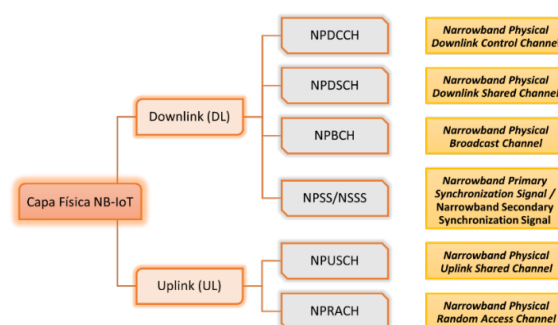 NPDCCH
Narrowband Physical
Downlink Control Channel
NPDSCH
Narrowband Physical
Downlink Shared Channel
Downlink (DL)
NPBCH
Narrowband Physical
Broadcast Channel
Capa Física NB-IoT
NPSS/NSSS
Narrowband Primary
Synchronization Signal /
Narrowband Secondary
Synchronization Signal
Uplink (UL)
NPUSCH
Narrowband Physical
Uplink Shared Channel
NPRACH
Narrowband Physical
Random Access Channel